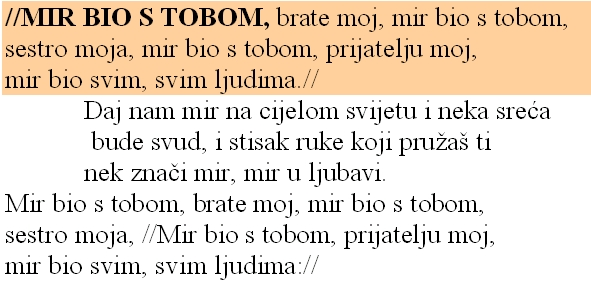 //MIR BIO S TOBOM, brate moj, mir bio s tobom,
sestro moja, mir bio s tobom, prijatelju moj,
mir bio svim, svim ljudima.//
Daj nam mir na cijelom svijetu i neka sreća
bude svud, i stisak ruke koji pružaš ti
nek znači mir, mir u ljubavi.
Mir bio s tobom, brate moj, mir bio s tobom,
sestro moja, //Mir bio s tobom, prijatelju moj,
mir bio svim, svim ljudima://